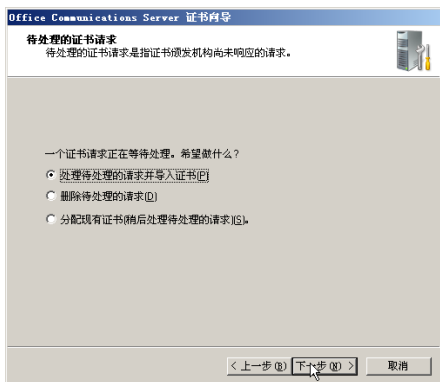 Office Communications Server 证书向导
待处理的证书请求
待处理的证书请求是指证书颁发机构尚未响应的请求。
一个证书请求正在等待处理。希望做什么?
处理待处理的请求并导入证书(P)
删除待处理的请求(D)
分配现有证书(稍后处理待处理的请求)(S)。
< 上一步(B) 下一步(N) > 取消